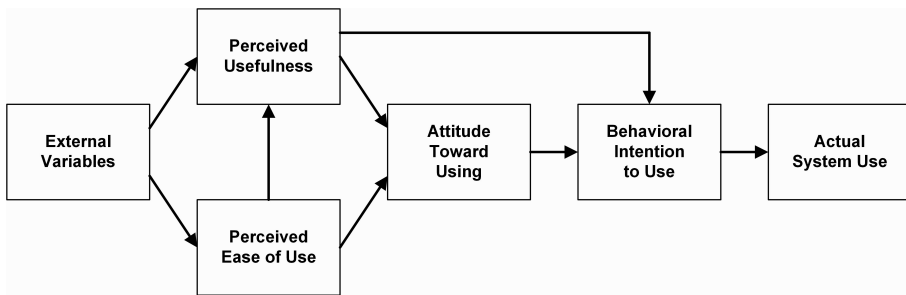 Perceived
Usefulness
External
Variables
Attitude
Toward
Using
Behavioral
Intention
to Use
Actual
System Use
Perceived
Ease of Use